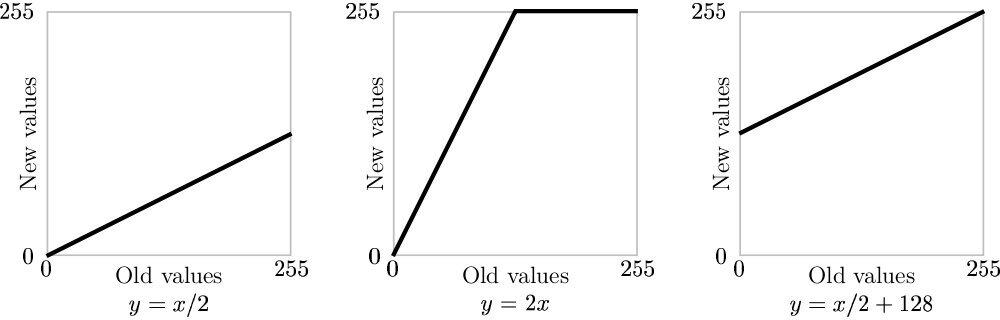 255
New values
0
0
Old values
255
y = x/2
255
New values
0
0
Old values
255
y = 2x
255
New values
0
0
Old values
255
y = x/2 + 128